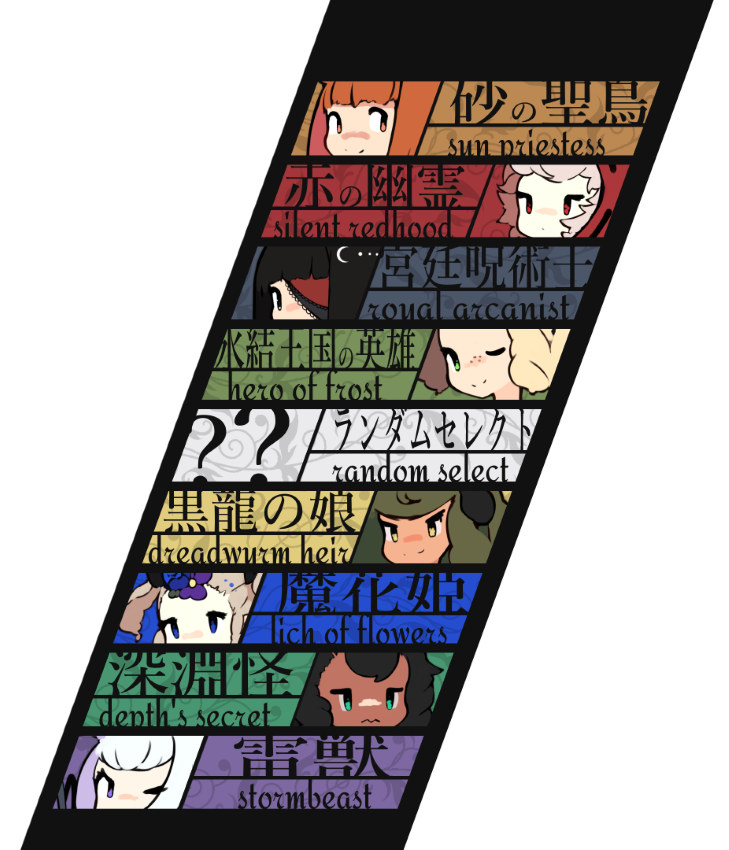 砂の聖鳥
sun priestess
赤の幽霊
silent redhood
宮廷呪術士
royal arcanist
氷結王国の英雄
hero of frost
??
ランダムセレクト
random select
黒龍の娘
dreadwyrm heir
魔花姫
lich of flowers
深淵怪
depth's secret
雷獣
stormbeast